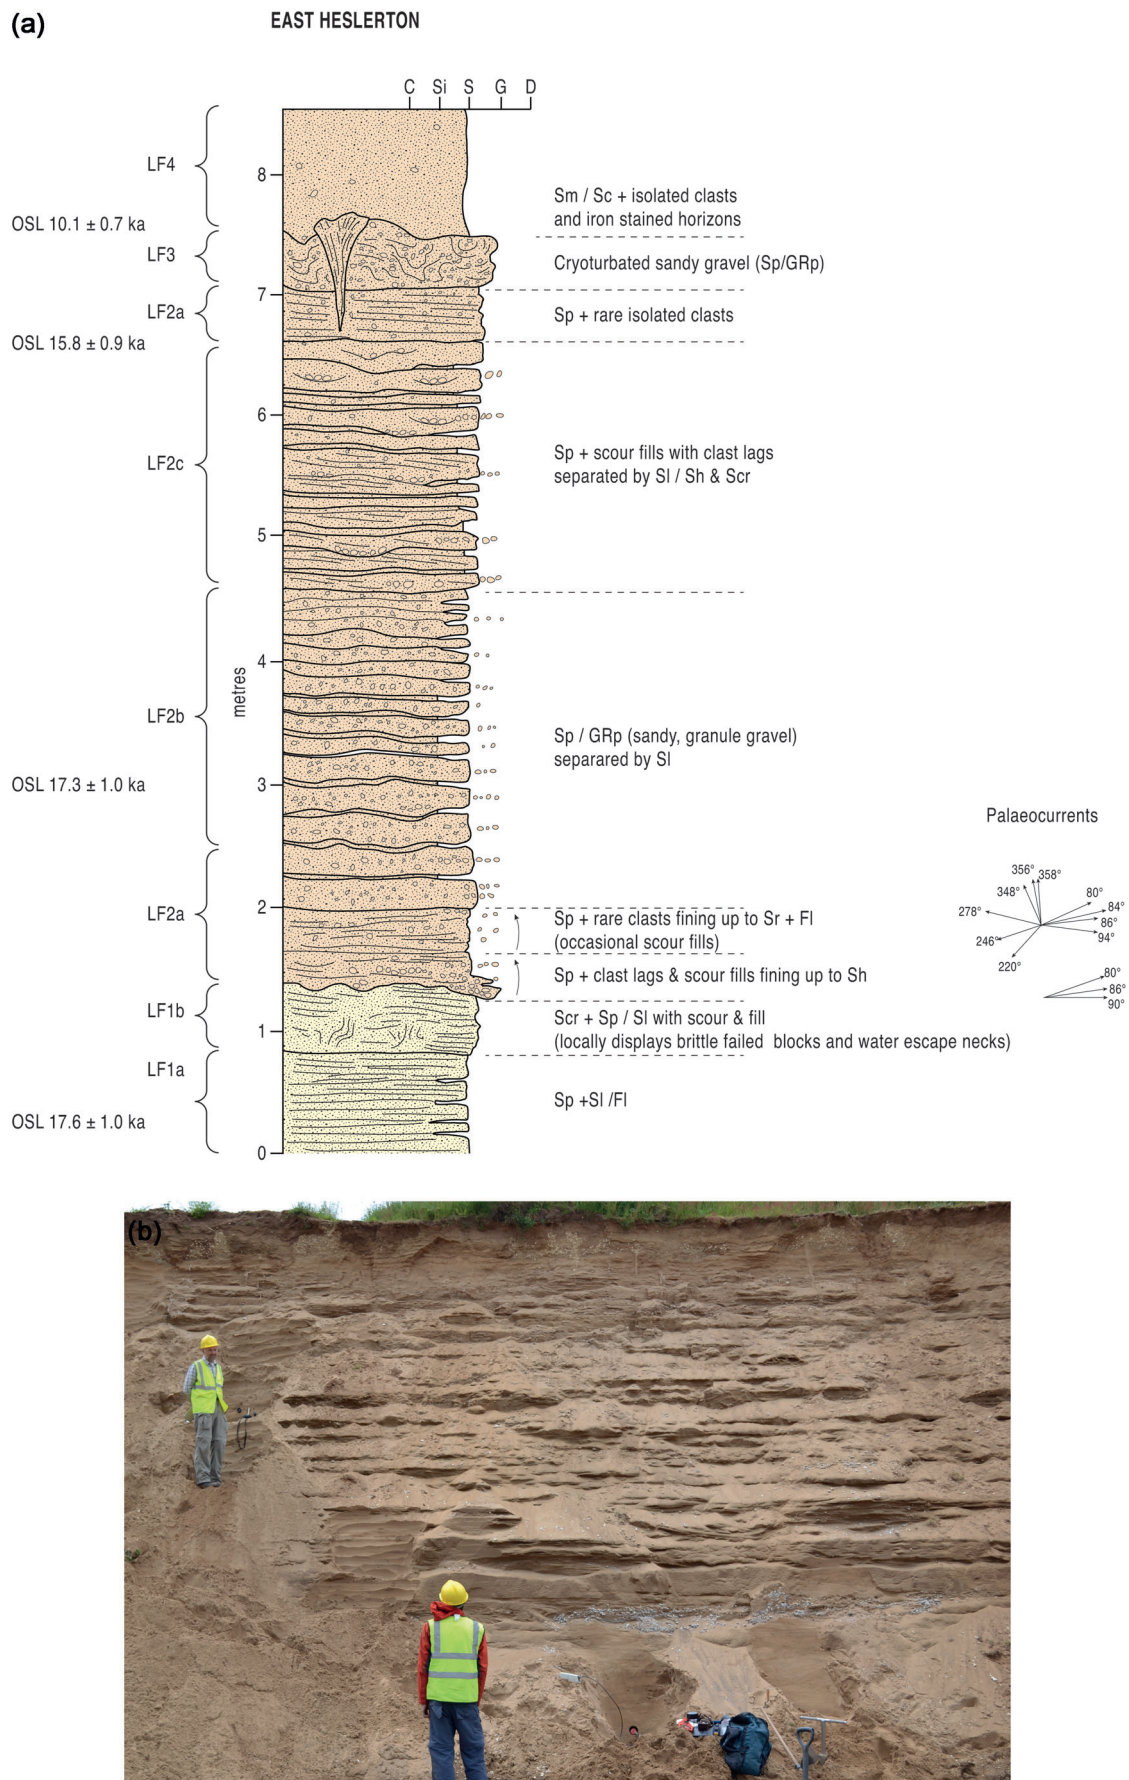 (a)
EAST HESLERTON
C Si S G D
LF4
8
Sm / Sc + isolated clasts
and iron stained horizons
OSL 10.1 ± 0.7 ka
LF3
Cryoturbated sandy gravel (Sp/GRp)
7
LF2a
Sp + rare isolated clasts
OSL 15.8 ± 0.9 ka
6
LF2c
Sp + scour fills with clast lags
separated by Sl / Sh & Scr
5
4
metres
LF2b
Sp / GRp (sandy, granule gravel)
separared by Sl
OSL 17.3 ± 1.0 ka
3
Palaeocurrents
356°
358°
348°
80°
278°
84°
86°
94°
246°
220°
80°
86°
90°
2
LF2a
Sp + rare clasts fining up to Sr + Fl
(occasional scour fills)
Sp + clast lags & scour fills fining up to Sh
LF1b
1
Scr + Sp / Sl with scour & fill
(locally displays brittle failed blocks and water escape necks)
LF1a
Sp +Sl /Fl
OSL 17.6 ± 1.0 ka
0
(b)